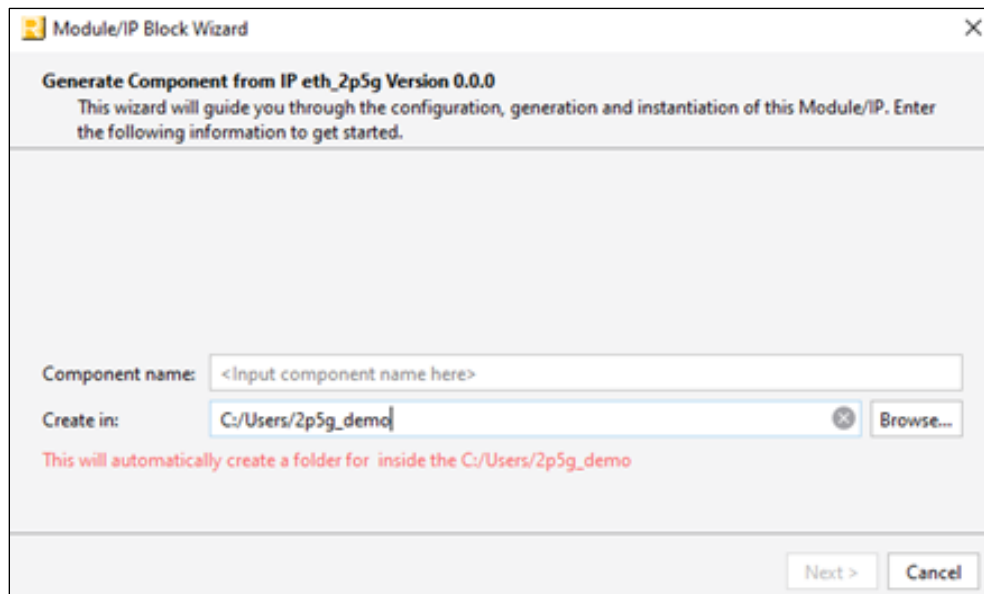 Module/IP Block Wizard
Generate Component from IP eth_2p5g Version 0.0.0
This wizard will guide you through the configuration, generation and instantiation of this Module/IP. Enter
the following information to get started.
Component name: <Input component name here>
Create in: C:/Users/2p5g_demo Browse...
This will automatically create a folder for  inside the C:/Users/2p5g_demo
Next > Cancel